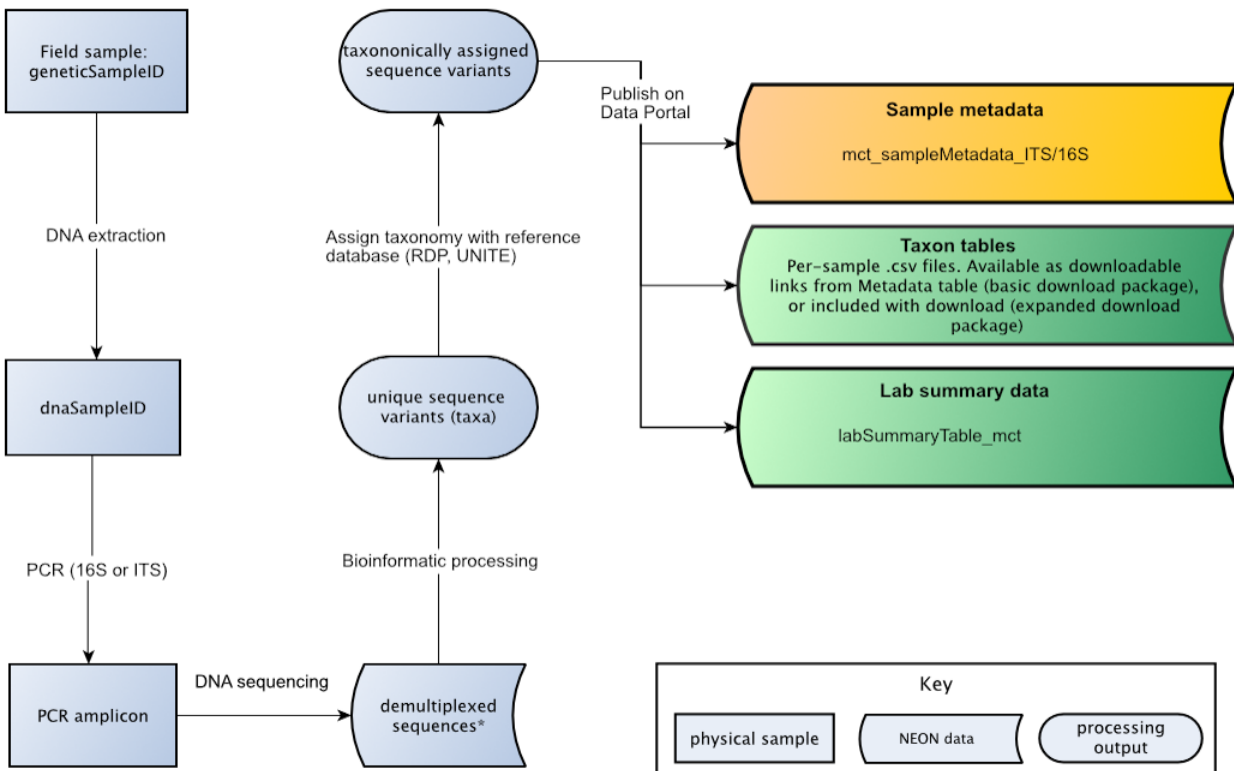 Field sample:
geneticSampleID
DNA extraction
dnaSampleID
PCR (16S or ITS)
PCR amplicon
DNA sequencing
demultiplexed
sequences*
Bioinformatic processing
unique sequence
variants (taxa)
Assign taxonomy with reference
database (RDP, UNITE)
taxononically assigned
sequence variants
Publish on
Data Portal
Sample metadata
mct_sampleMetadata_ITS/16S
Taxon tables
Per-sample .csv files. Available as downloadable
links from Metadata table (basic download package),
or included with download (expanded download
package)
Lab summary data
labSummaryTable_mct
Key
physical sample
NEON data
processing
output